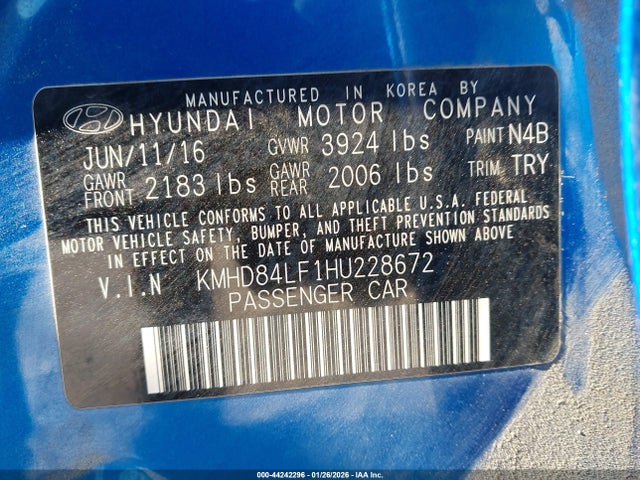 MANUFACTURED IN KOREA BY
HYUNDAI MOTOR COMPANY
JUN/11/16 GVWR 3924 lbs PAINT N4B
GAWR FRONT 2183 lbs GAWR REAR 2006 lbs TRIM TRY
THIS VEHICLE CONFORMS TO ALL APPLICABLE U.S.A. FEDERAL
MOTOR VEHICLE SAFETY, BUMPER, AND THEFT PREVENTION STANDARDS
IN EFFECT ON THE DATE OF MANUFACTURE SHOWN ABOVE
V.I.N KMHD84LF1HU228672
PASSENGER CAR
000-44242296 - 01/26/2026 - IAA Inc.